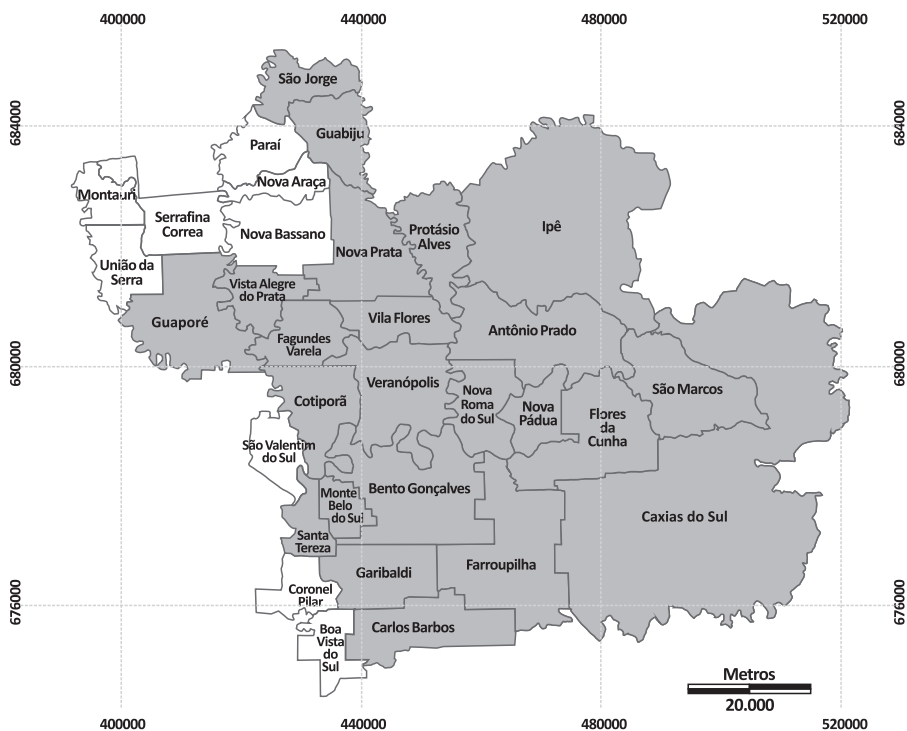 400000 440000 480000 520000
684000 684000
São Jorge
Guabiju
Paraí
Nova Araça
Montauri
Serrafina
Correa
Nova Bassano
Nova Prata
Protásio
Alves
Ipê
União da
Serra
Vista Alegre
do Prata
Guaporé
Vila Flores
Antônio Prado
Fagundes
Varela
680000 680000
Veranópolis
Cotiporã
Nova
Roma
do Sul
Nova
Pádua
Flores
da
Cunha
São Marcos
São Valentim
do Sul
Monte
Belo
do Sul
Bento Gonçalves
Caxias do Sul
Santa
Tereza
Garibaldi
Farroupilha
676000 676000
Coronel
Pilar
Boa
Vista
do
Sul
Carlos Barbos
Metros
20.000
400000 440000 480000 520000